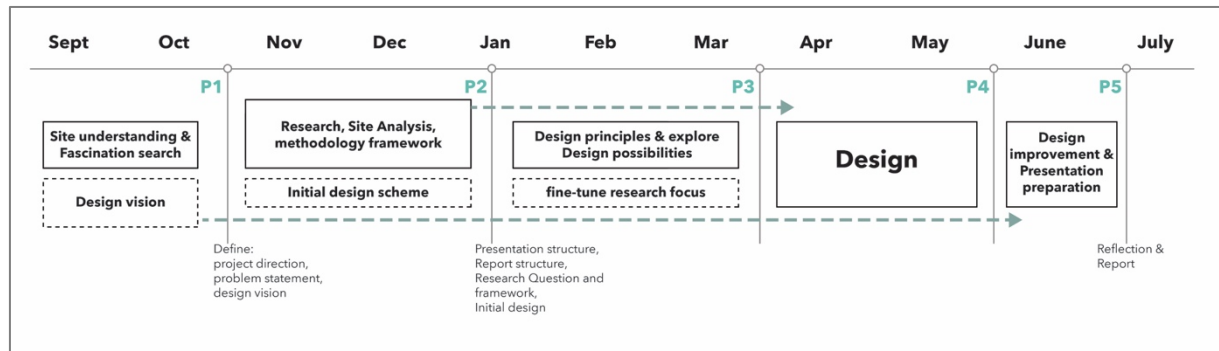 Sept Oct Nov Dec Jan Feb Mar Apr May June July
P1 P2 P3 P4 P5
Site understanding &
Fascination search
Design vision
Research, Site Analysis,
methodology framework
Initial design scheme
Design principles & explore
Design possibilities
fine-tune research focus
Design
Design
improvement &
Presentation
preparation
Define:
project direction,
problem statement,
design vision
Presentation structure,
Report structure,
Research Question and
framework,
Initial design
Reflection &
Report